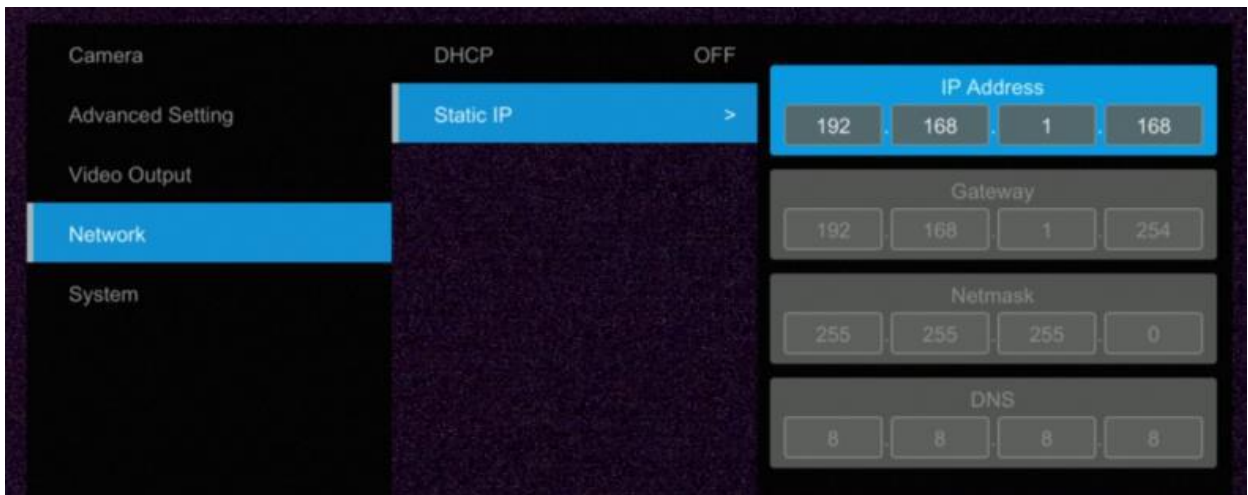 Camera
Advanced Setting
Video Output
Network
System
DHCP OFF
Static IP >
IP Address
192 . 168 . 1 . 168
Gateway
192 . 168 . 1 . 254
Netmask
255 . 255 . 255 . 0
DNS
8 . 8 . 8 . 8